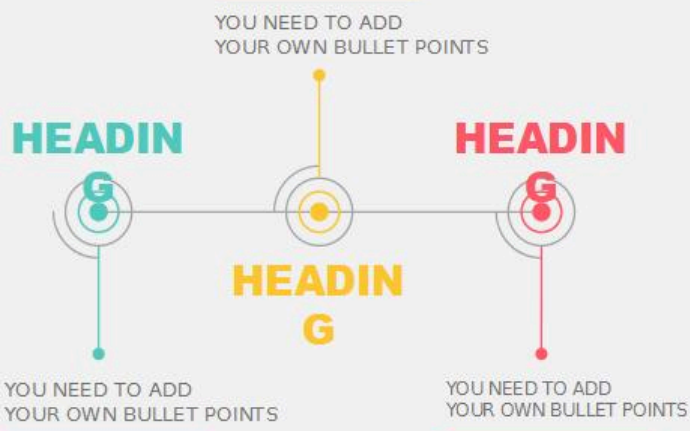 YOU NEED TO ADD
YOUR OWN BULLET POINTS
HEADIN
G
HEADIN
G
HEADIN
G
YOU NEED TO ADD
YOUR OWN BULLET POINTS
YOU NEED TO ADD
YOUR OWN BULLET POINTS